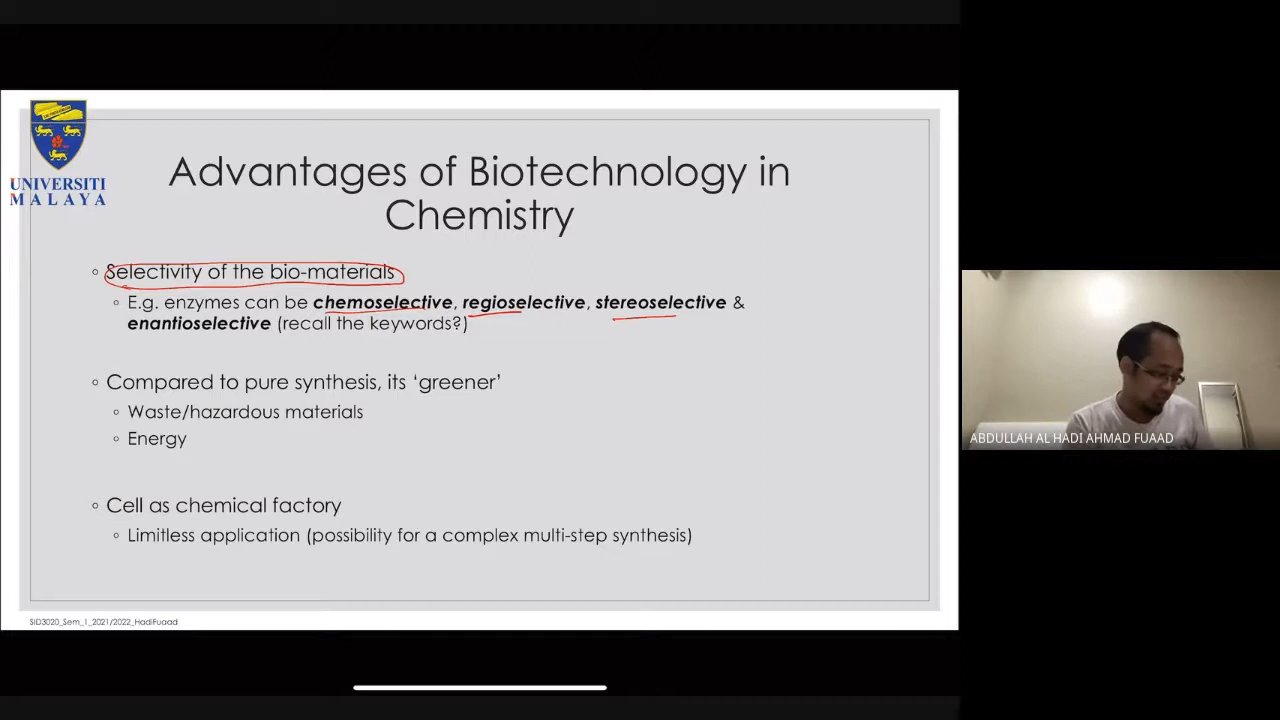 UNIVERSITI
MALAYA
Advantages of Biotechnology in
Chemistry
◦ Selectivity of the bio-materials
◦ E.g. enzymes can be chemoselective, regioselective, stereoselective &
enantioselective (recall the keywords?)
◦ Compared to pure synthesis, its ‘greener’
◦ Waste/hazardous materials
◦ Energy
◦ Cell as chemical factory
◦ Limitless application (possibility for a complex multi-step synthesis)
SID3020_Sem_1_2021/2022_HadiFuaad
ABDULLAH AL HADI AHMAD FUAAD